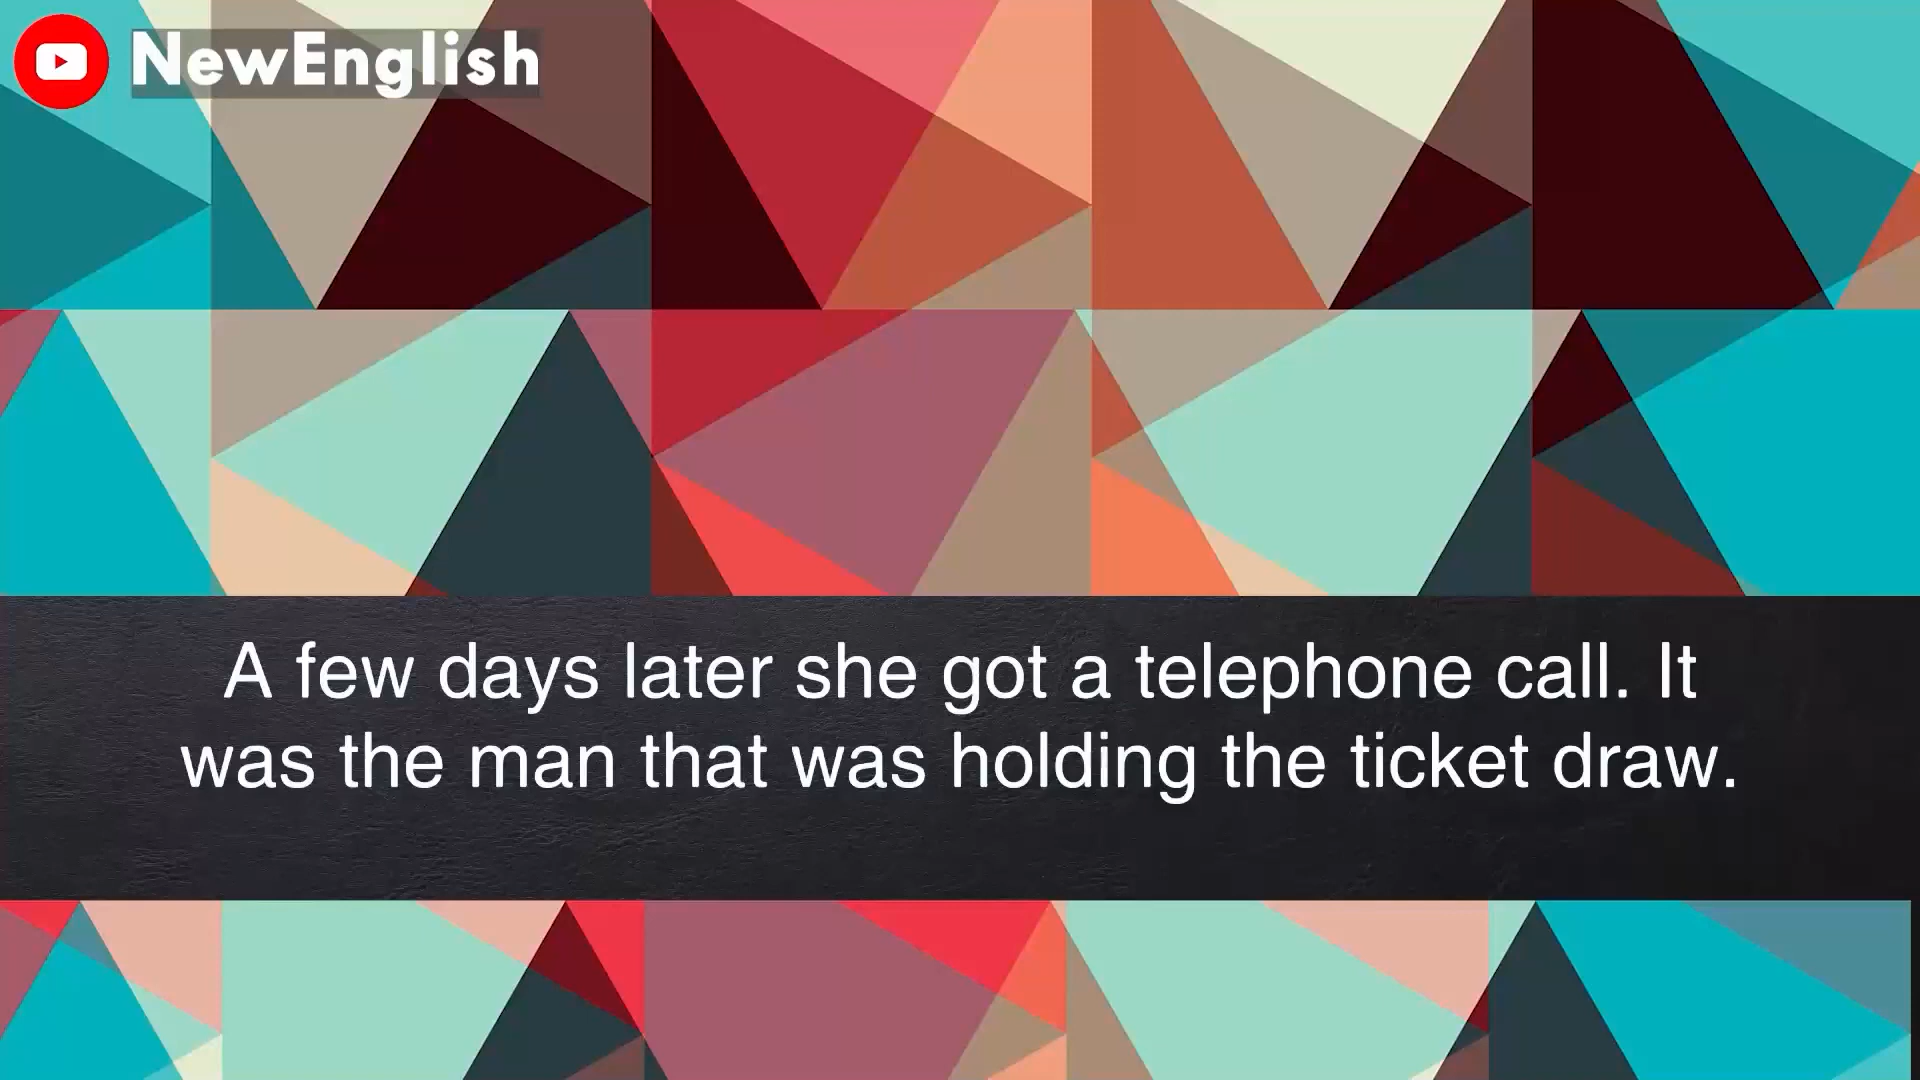 NewEnglish
A few days later she got a telephone call. It
was the man that was holding the ticket draw.